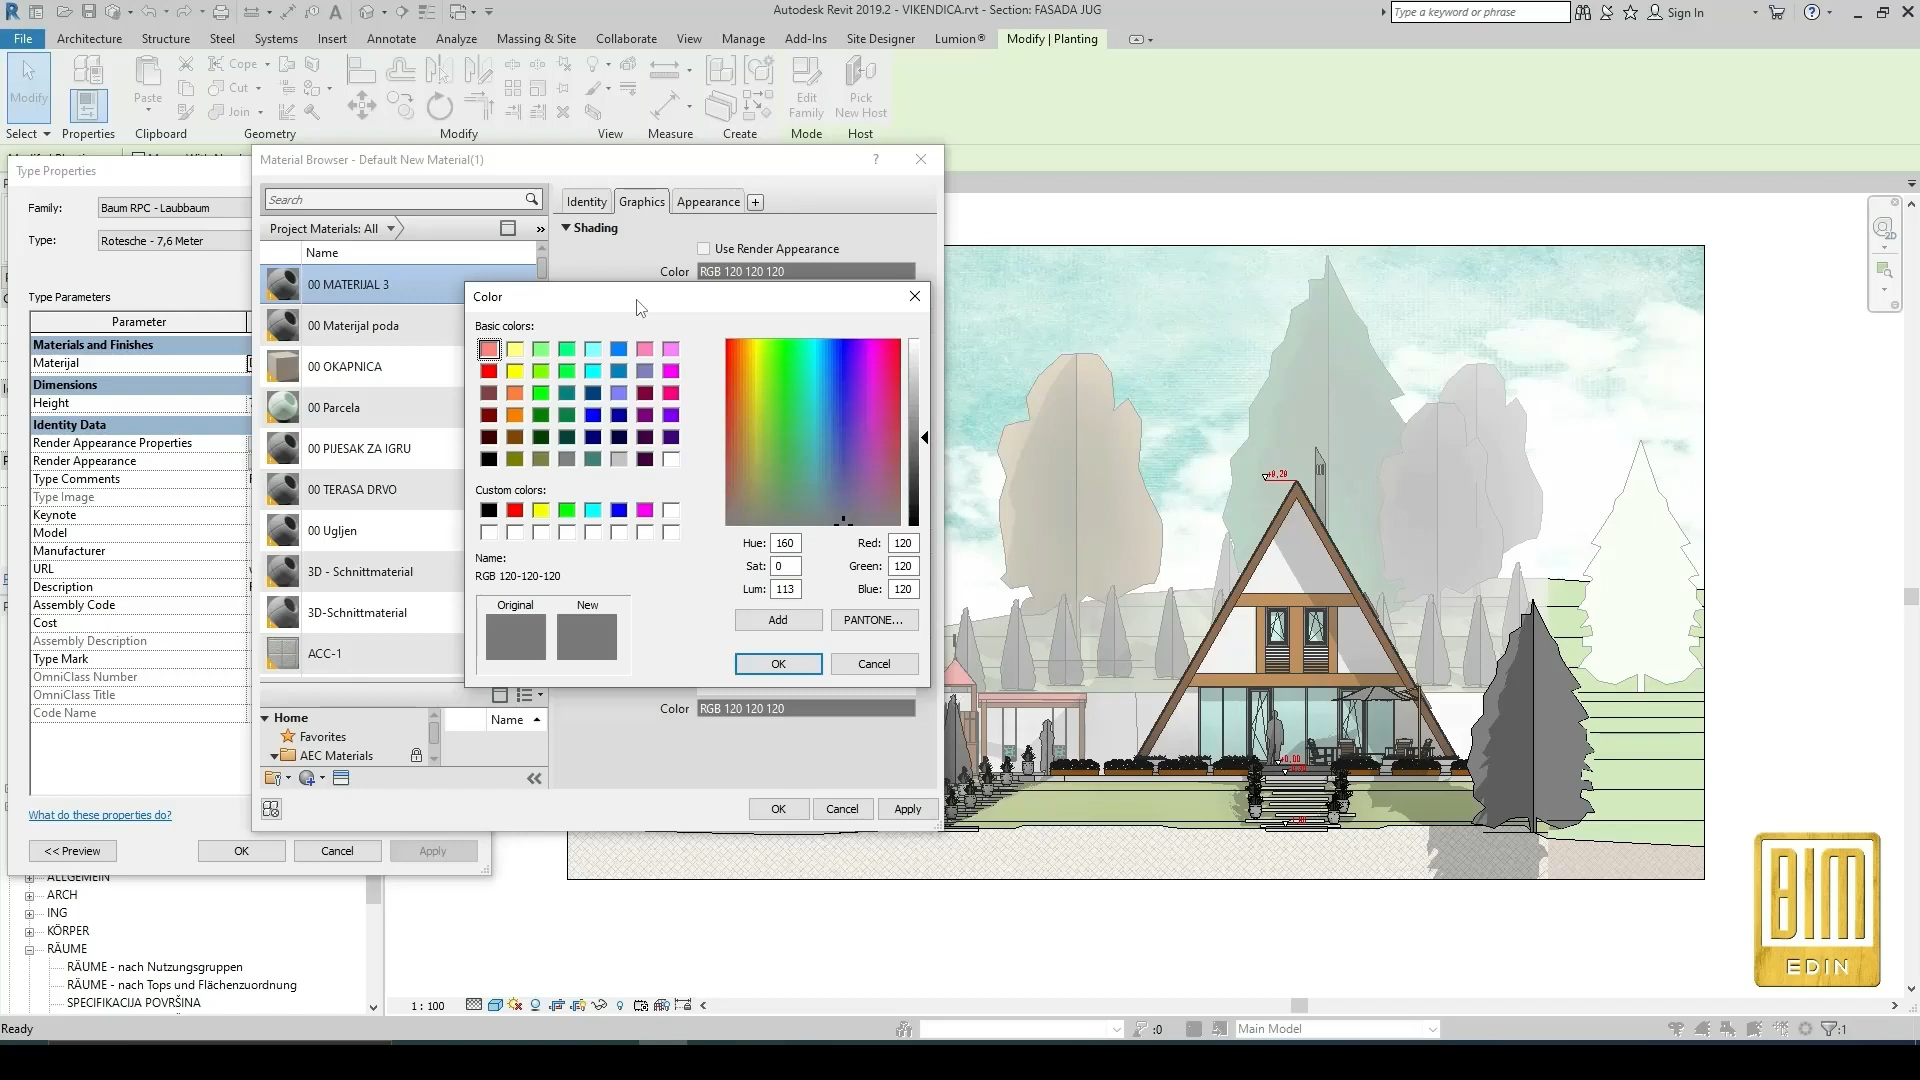 Autodesk Revit 2019.2 - VIKENDICA.rvt - Section: FASADA JUG
Type a keyword or phrase
Sign In
File Architecture Structure Steel Systems Insert Annotate Analyze Massing & Site Collaborate View Manage Add-Ins Site Designer Lumion® Modify | Planting
Modify
Paste
Cope
Cut
Join
Edit Family
Pick New Host
Select Properties Clipboard Geometry Modify View Measure Create Mode Host
Type Properties
Family: Baum RPC - Laubbaum
Type: Rotesche - 7,6 Meter
Type Parameters
Parameter
Materials and Finishes
Materijal
Dimensions
Height
Identity Data
Render Appearance Properties
Render Appearance
Type Comments
Type Image
Keynote
Model
Manufacturer
URL
Description
Assembly Code
Cost
Assembly Description
Type Mark
OmniClass Number
OmniClass Title
Code Name
What do these properties do?
<< Preview OK Cancel Apply
Material Browser - Default New Material(1)
?
Search
Project Materials: All
Name
00 MATERIJAL 3
00 Materijal poda
00 OKAPNICA
00 Parcela
00 PIJESAK ZA IGRU
00 TERASA DRVO
00 Ugljen
3D - Schnittmaterial
3D-Schnittmaterial
ACC-1
Home
Favorites
AEC Materials
Name
Identity Graphics Appearance +
Shading
Use Render Appearance
Color RGB 120 120 120
Color
Basic colors:
Custom colors:
Name:
RGB 120-120-120
Original New
Hue: 160 Red: 120
Sat: 0 Green: 120
Lum: 113 Blue: 120
Add PANTONE...
OK Cancel
Color RGB 120 120 120
OK Cancel Apply
ALLGEMEIN
ARCH
ING
KÖRPER
RÄUME
RÄUME - nach Nutzungsgruppen
RÄUME - nach Tops und Flächenzuordnung
SPECIFIKACIJA POVRŠINA
+8,20
BIM
EDIN
1 : 100
Ready
:0
Main Model
:1